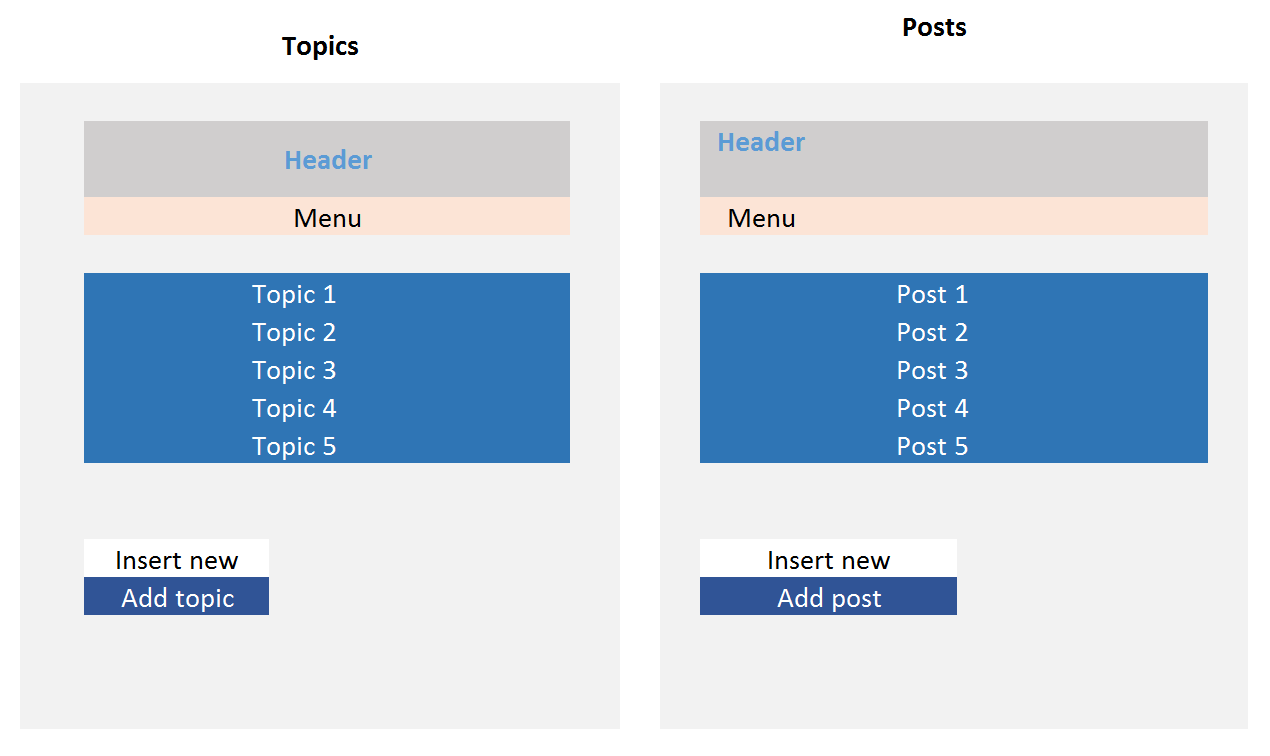 Topics
Header
Menu
Topic 1
Topic 2
Topic 3
Topic 4
Topic 5
Insert new
Add topic
Posts
Header
Menu
Post 1
Post 2
Post 3
Post 4
Post 5
Insert new
Add post